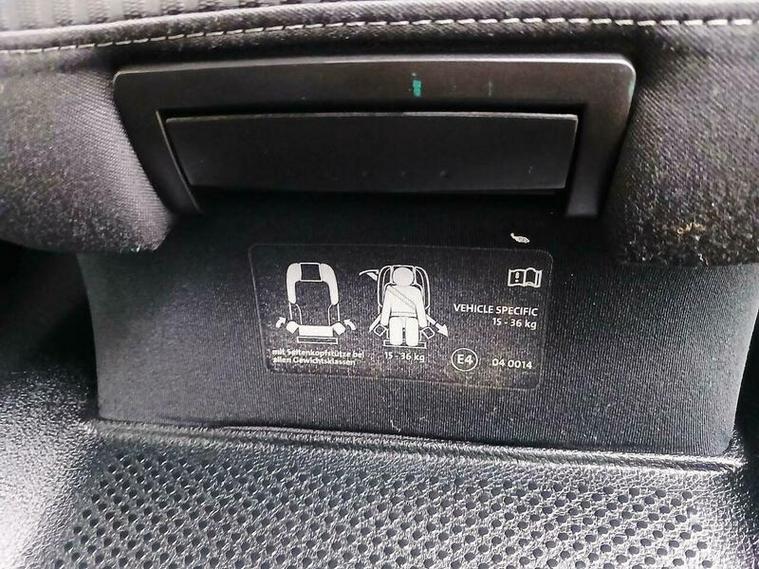 VEHICLE SPECIFIC
15 - 36 kg
mit Seitenkopfstütze bei
allen Gewichtsklassen
15 - 36 kg
E4
04 0014